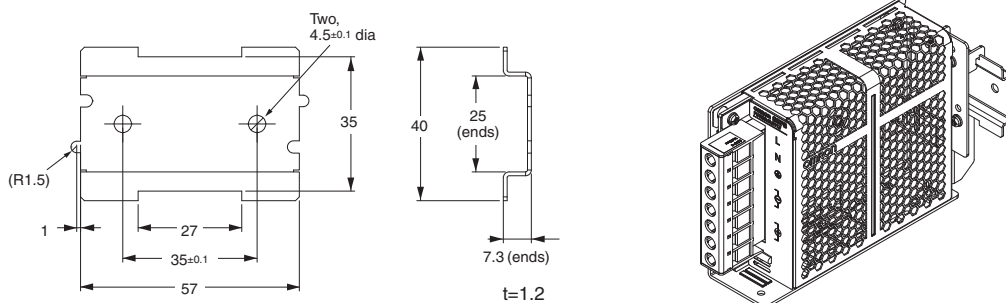 Two,
4.5±0.1 dia
35
(R1.5)
1
27
35±0.1
57
40
25
(ends)
7.3 (ends)
t=1.2
L
N